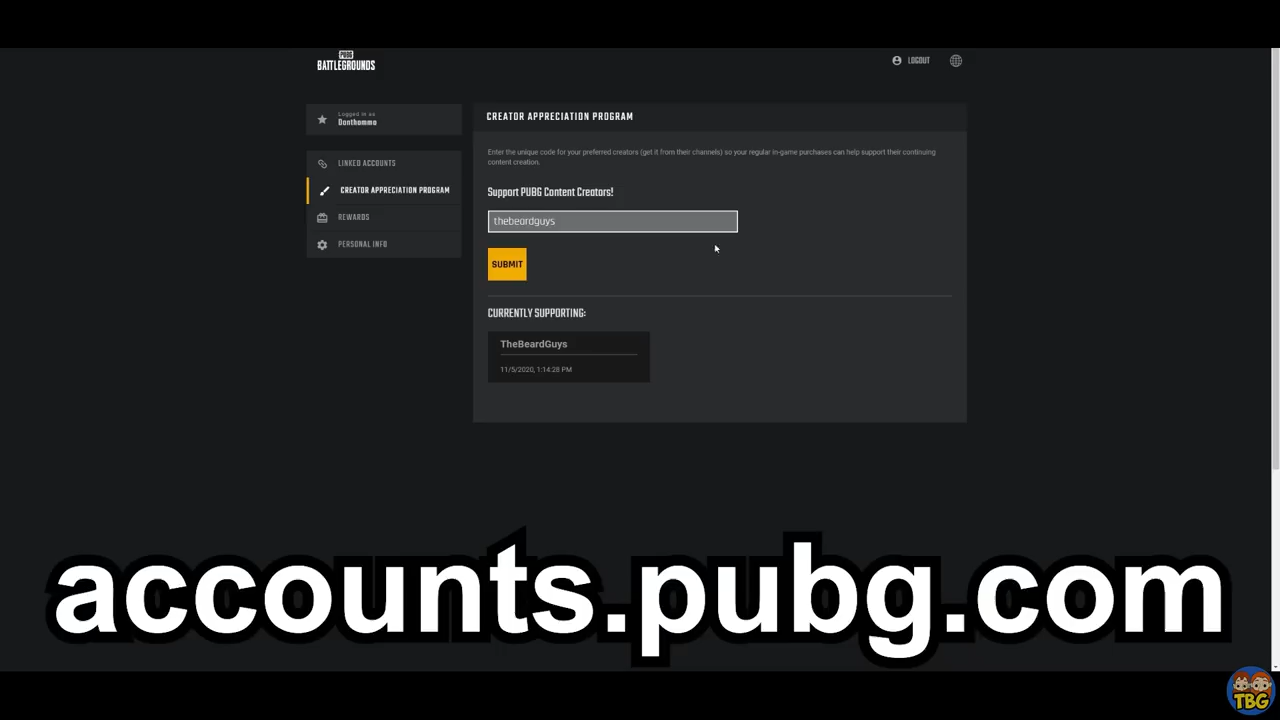 PUBG
BATTLEGROUNDS
LOGOUT
Logged in as
Danthommo
LINKED ACCOUNTS
CREATOR APPRECIATION PROGRAM
REWARDS
PERSONAL INFO
CREATOR APPRECIATION PROGRAM
Enter the unique code for your preferred creators (get it from their channels) so your regular in-game purchases can help support their continuing
content creation.
Support PUBG Content Creators!
thebeardguys
SUBMIT
CURRENTLY SUPPORTING:
TheBeardGuys
11/5/2020, 1:14:28 PM
accounts.pubg.com
TBG